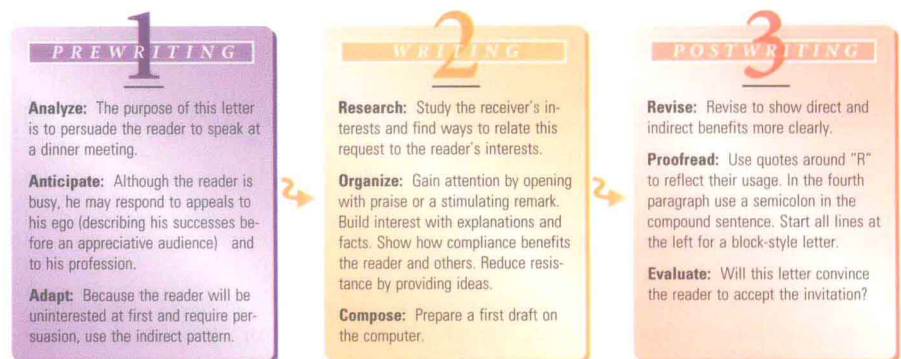 1
PREWRITING
Analyze: The purpose of this letter
is to persuade the reader to speak at
a dinner meeting.
Anticipate: Although the reader is
busy, he may respond to appeals to
his ego (describing his successes be-
fore an appreciative audience) and
to his profession.
Adapt: Because the reader will be
uninterested at first and require per-
suasion, use the indirect pattern.
2
WRITING
Research: Study the receiver's in-
terests and find ways to relate this
request to the reader's interests.
Organize: Gain attention by opening
with praise or a stimulating remark.
Build interest with explanations and
facts. Show how compliance benefits
the reader and others. Reduce resis-
tance by providing ideas.
Compose: Prepare a first draft on
the computer.
3
POSTWRITING
Revise: Revise to show direct and
indirect benefits more clearly.
Proofread: Use quotes around "R"
to reflect their usage. In the fourth
paragraph use a semicolon in the
compound sentence. Start all lines at
the left for a block-style letter.
Evaluate: Will this letter convince
the reader to accept the invitation?